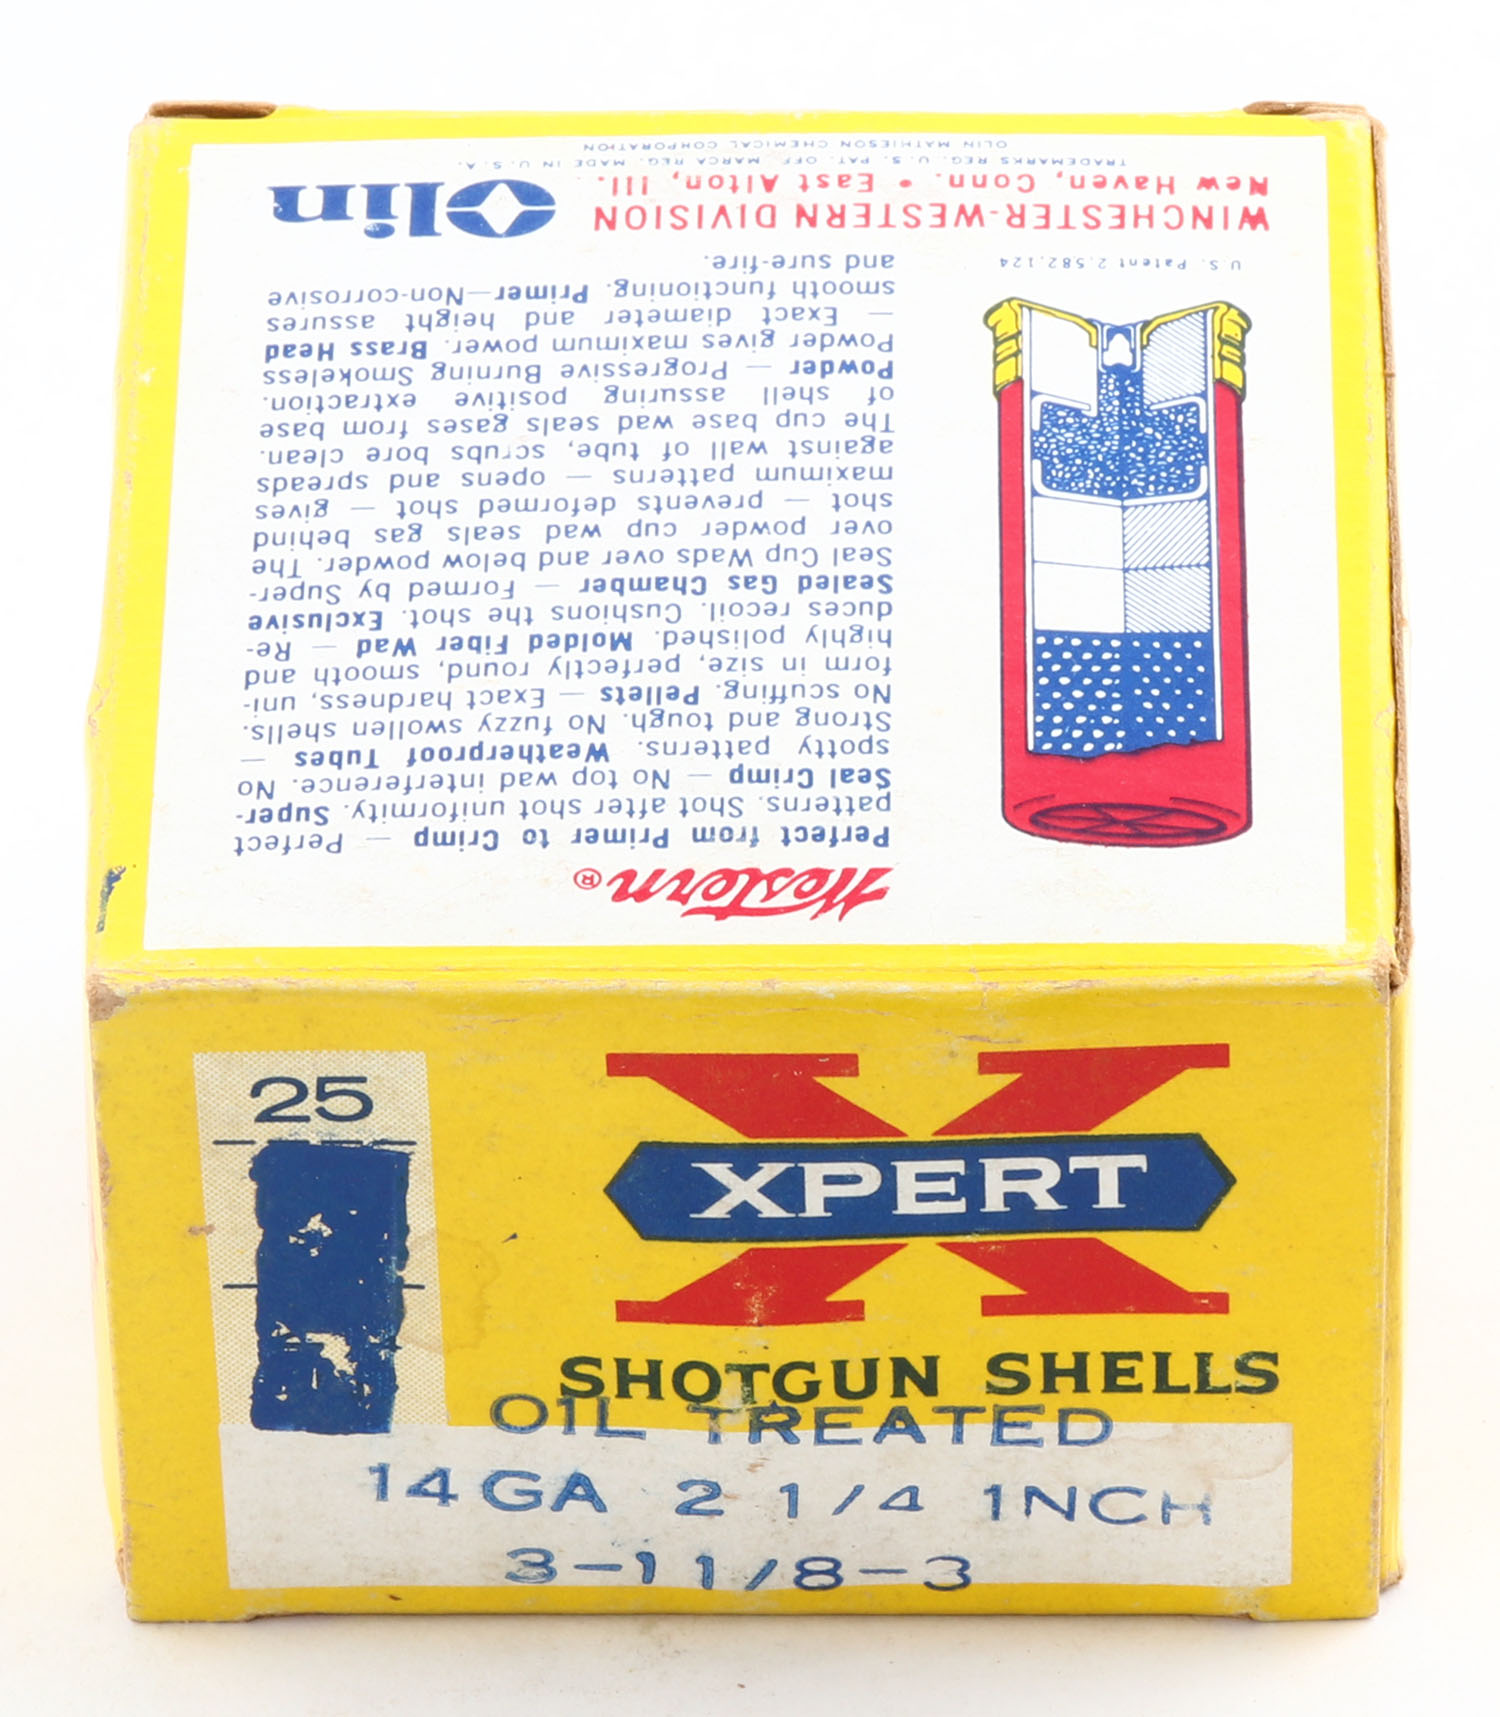 Western®
Perfect from Primer to Crimp — Perfect
patterns. Shot after shot uniformity. Super-
Seal Crimp — No top wad interference. No
spotty patterns. Weatherproof Tubes —
Strong and tough. No fuzzy swollen shells.
No scuffing. Pellets — Exact hardness, uni-
form in size, perfectly round, smooth and
highly polished. Molded Fiber Wad — Re-
duces recoil. Cushions the shot. Exclusive
Sealed Gas Chamber — Formed by Super-
Seal Cup Wads over and below powder. The
over powder cup wad seals gas behind
shot — prevents deformed shot — gives
maximum patterns — opens and spreads
against wall of tube, scrubs bore clean.
The cup base wad seals gases from base
of shell assuring positive extraction.
Powder — Progressive Burning Smokeless
Powder gives maximum power. Brass Head
— Exact diameter and height assures
smooth functioning. Primer—Non-corrosive
and sure-fire.
U.S. Patent 2,582,124
WINCHESTER-WESTERN DIVISION
New Haven, Conn. • East Alton, Ill.
Olin
TRADEMARKS REG. U.S. PAT. OFF. MARCA REG. MADE IN U.S.A.
OLIN MATHIESON CHEMICAL CORPORATION
25
X
XPERT
SHOTGUN SHELLS
OIL TREATED
14 GA 2 1/4 INCH
3-1 1/8-3